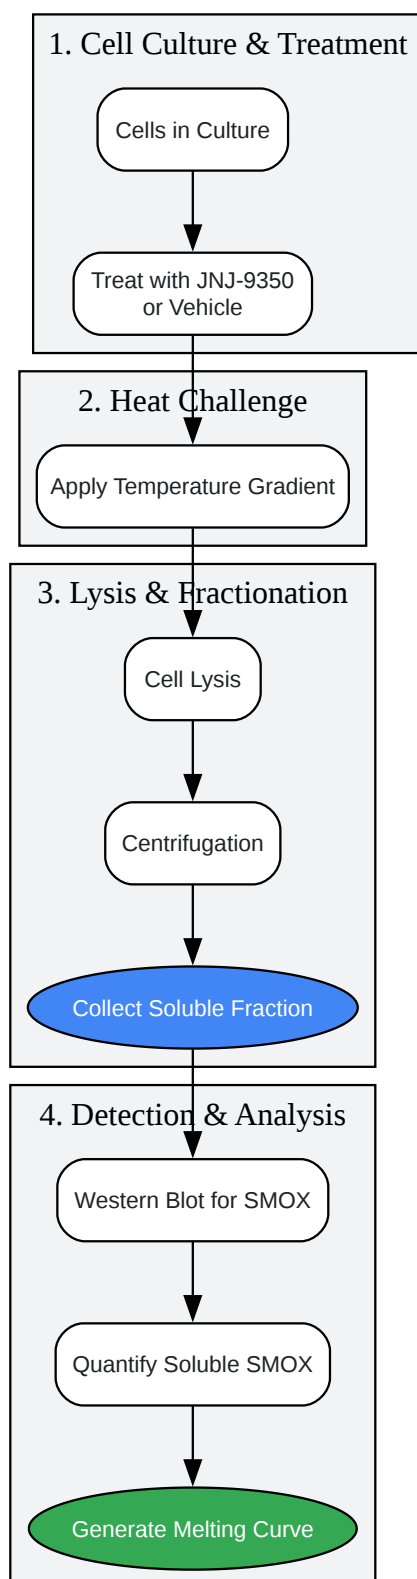 1. Cell Culture & Treatment
Cells in Culture
Treat with JNJ-9350
or Vehicle
2. Heat Challenge
Apply Temperature Gradient
3. Lysis & Fractionation
Cell Lysis
Centrifugation
Collect Soluble Fraction
4. Detection & Analysis
Western Blot for SMOX
Quantify Soluble SMOX
Generate Melting Curve